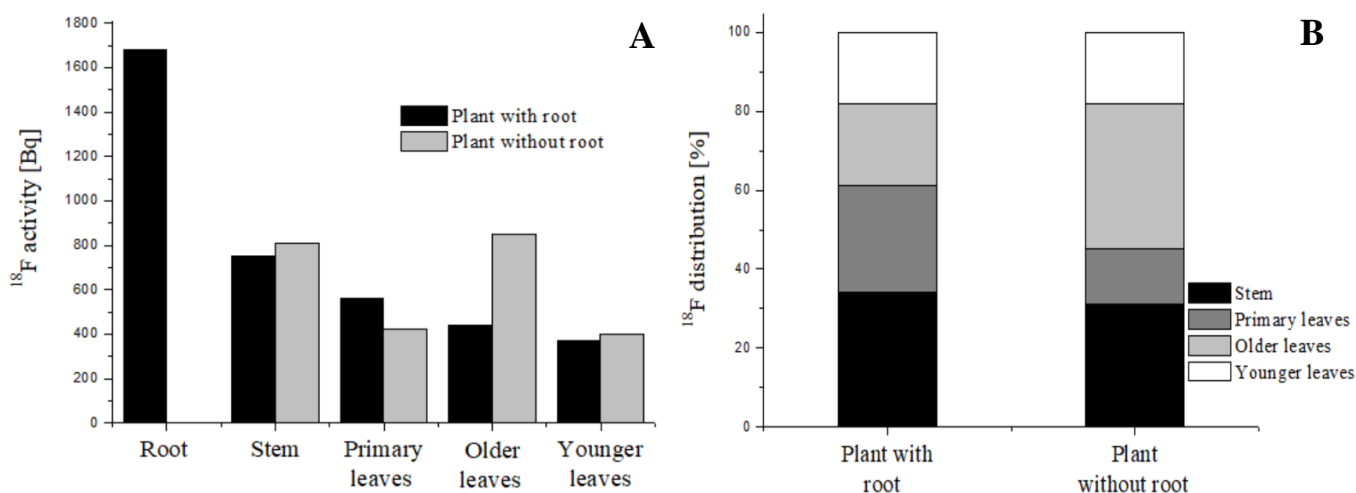 A
1800
1600
1400
1200
1000
800
600
400
200
0
¹⁸F activity [Bq]
Plant with root
Plant without root
Root
Stem
Primary
leaves
Older
leaves
Younger
leaves
B
100
80
60
40
20
0
¹⁸F distribution [%]
Stem
Primary leaves
Older leaves
Younger leaves
Plant with
root
Plant
without root